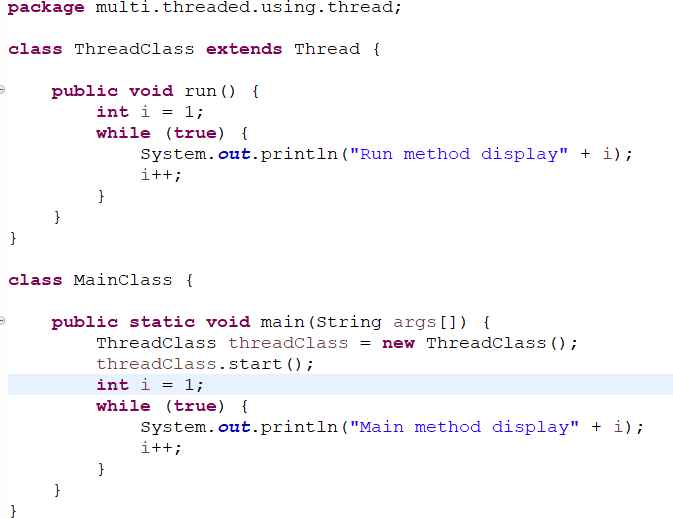 package multi.threaded.using.thread;
class ThreadClass extends Thread {
public void run() {
int i = 1;
while (true) {
System.out.println("Run method display" + i);
i++;
}
}
}
class MainClass {
public static void main(String args[]) {
ThreadClass threadClass = new ThreadClass();
threadClass.start();
int i = 1;
while (true) {
System.out.println("Main method display" + i);
i++;
}
}
}